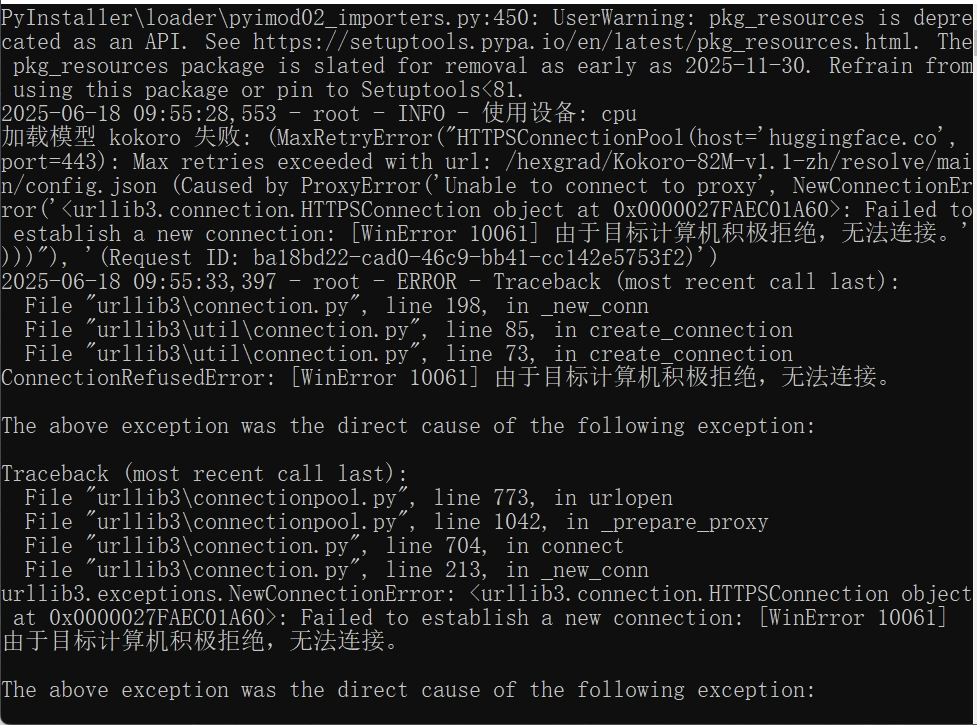 PyInstaller\loader\pyimod02_importers.py:450: UserWarning: pkg_resources is depre
cated as an API. See https://setuptools.pypa.io/en/latest/pkg_resources.html. The
 pkg_resources package is slated for removal as early as 2025-11-30. Refrain from
 using this package or pin to Setuptools<81.
2025-06-18 09:55:28,553 - root - INFO - 使用设备: cpu
加载模型 kokoro 失败: (MaxRetryError("HTTPSConnectionPool(host='huggingface.co',
port=443): Max retries exceeded with url: /hexgrad/Kokoro-82M-v1.1-zh/resolve/mai
n/config.json (Caused by ProxyError('Unable to connect to proxy', NewConnectionEr
ror('<urllib3.connection.HTTPSConnection object at 0x0000027FAEC01A60>: Failed to
 establish a new connection: [WinError 10061] 由于目标计算机积极拒绝，无法连接。'
)))"), '(Request ID: ba18bd22-cad0-46c9-bb41-cc142e5753f2)')
2025-06-18 09:55:33,397 - root - ERROR - Traceback (most recent call last):
  File "urllib3\connection.py", line 198, in _new_conn
  File "urllib3\util\connection.py", line 85, in create_connection
  File "urllib3\util\connection.py", line 73, in create_connection
ConnectionRefusedError: [WinError 10061] 由于目标计算机积极拒绝，无法连接。

The above exception was the direct cause of the following exception:

Traceback (most recent call last):
  File "urllib3\connectionpool.py", line 773, in urlopen
  File "urllib3\connectionpool.py", line 1042, in _prepare_proxy
  File "urllib3\connection.py", line 704, in connect
  File "urllib3\connection.py", line 213, in _new_conn
urllib3.exceptions.NewConnectionError: <urllib3.connection.HTTPSConnection object
 at 0x0000027FAEC01A60>: Failed to establish a new connection: [WinError 10061]
由于目标计算机积极拒绝，无法连接。

The above exception was the direct cause of the following exception: